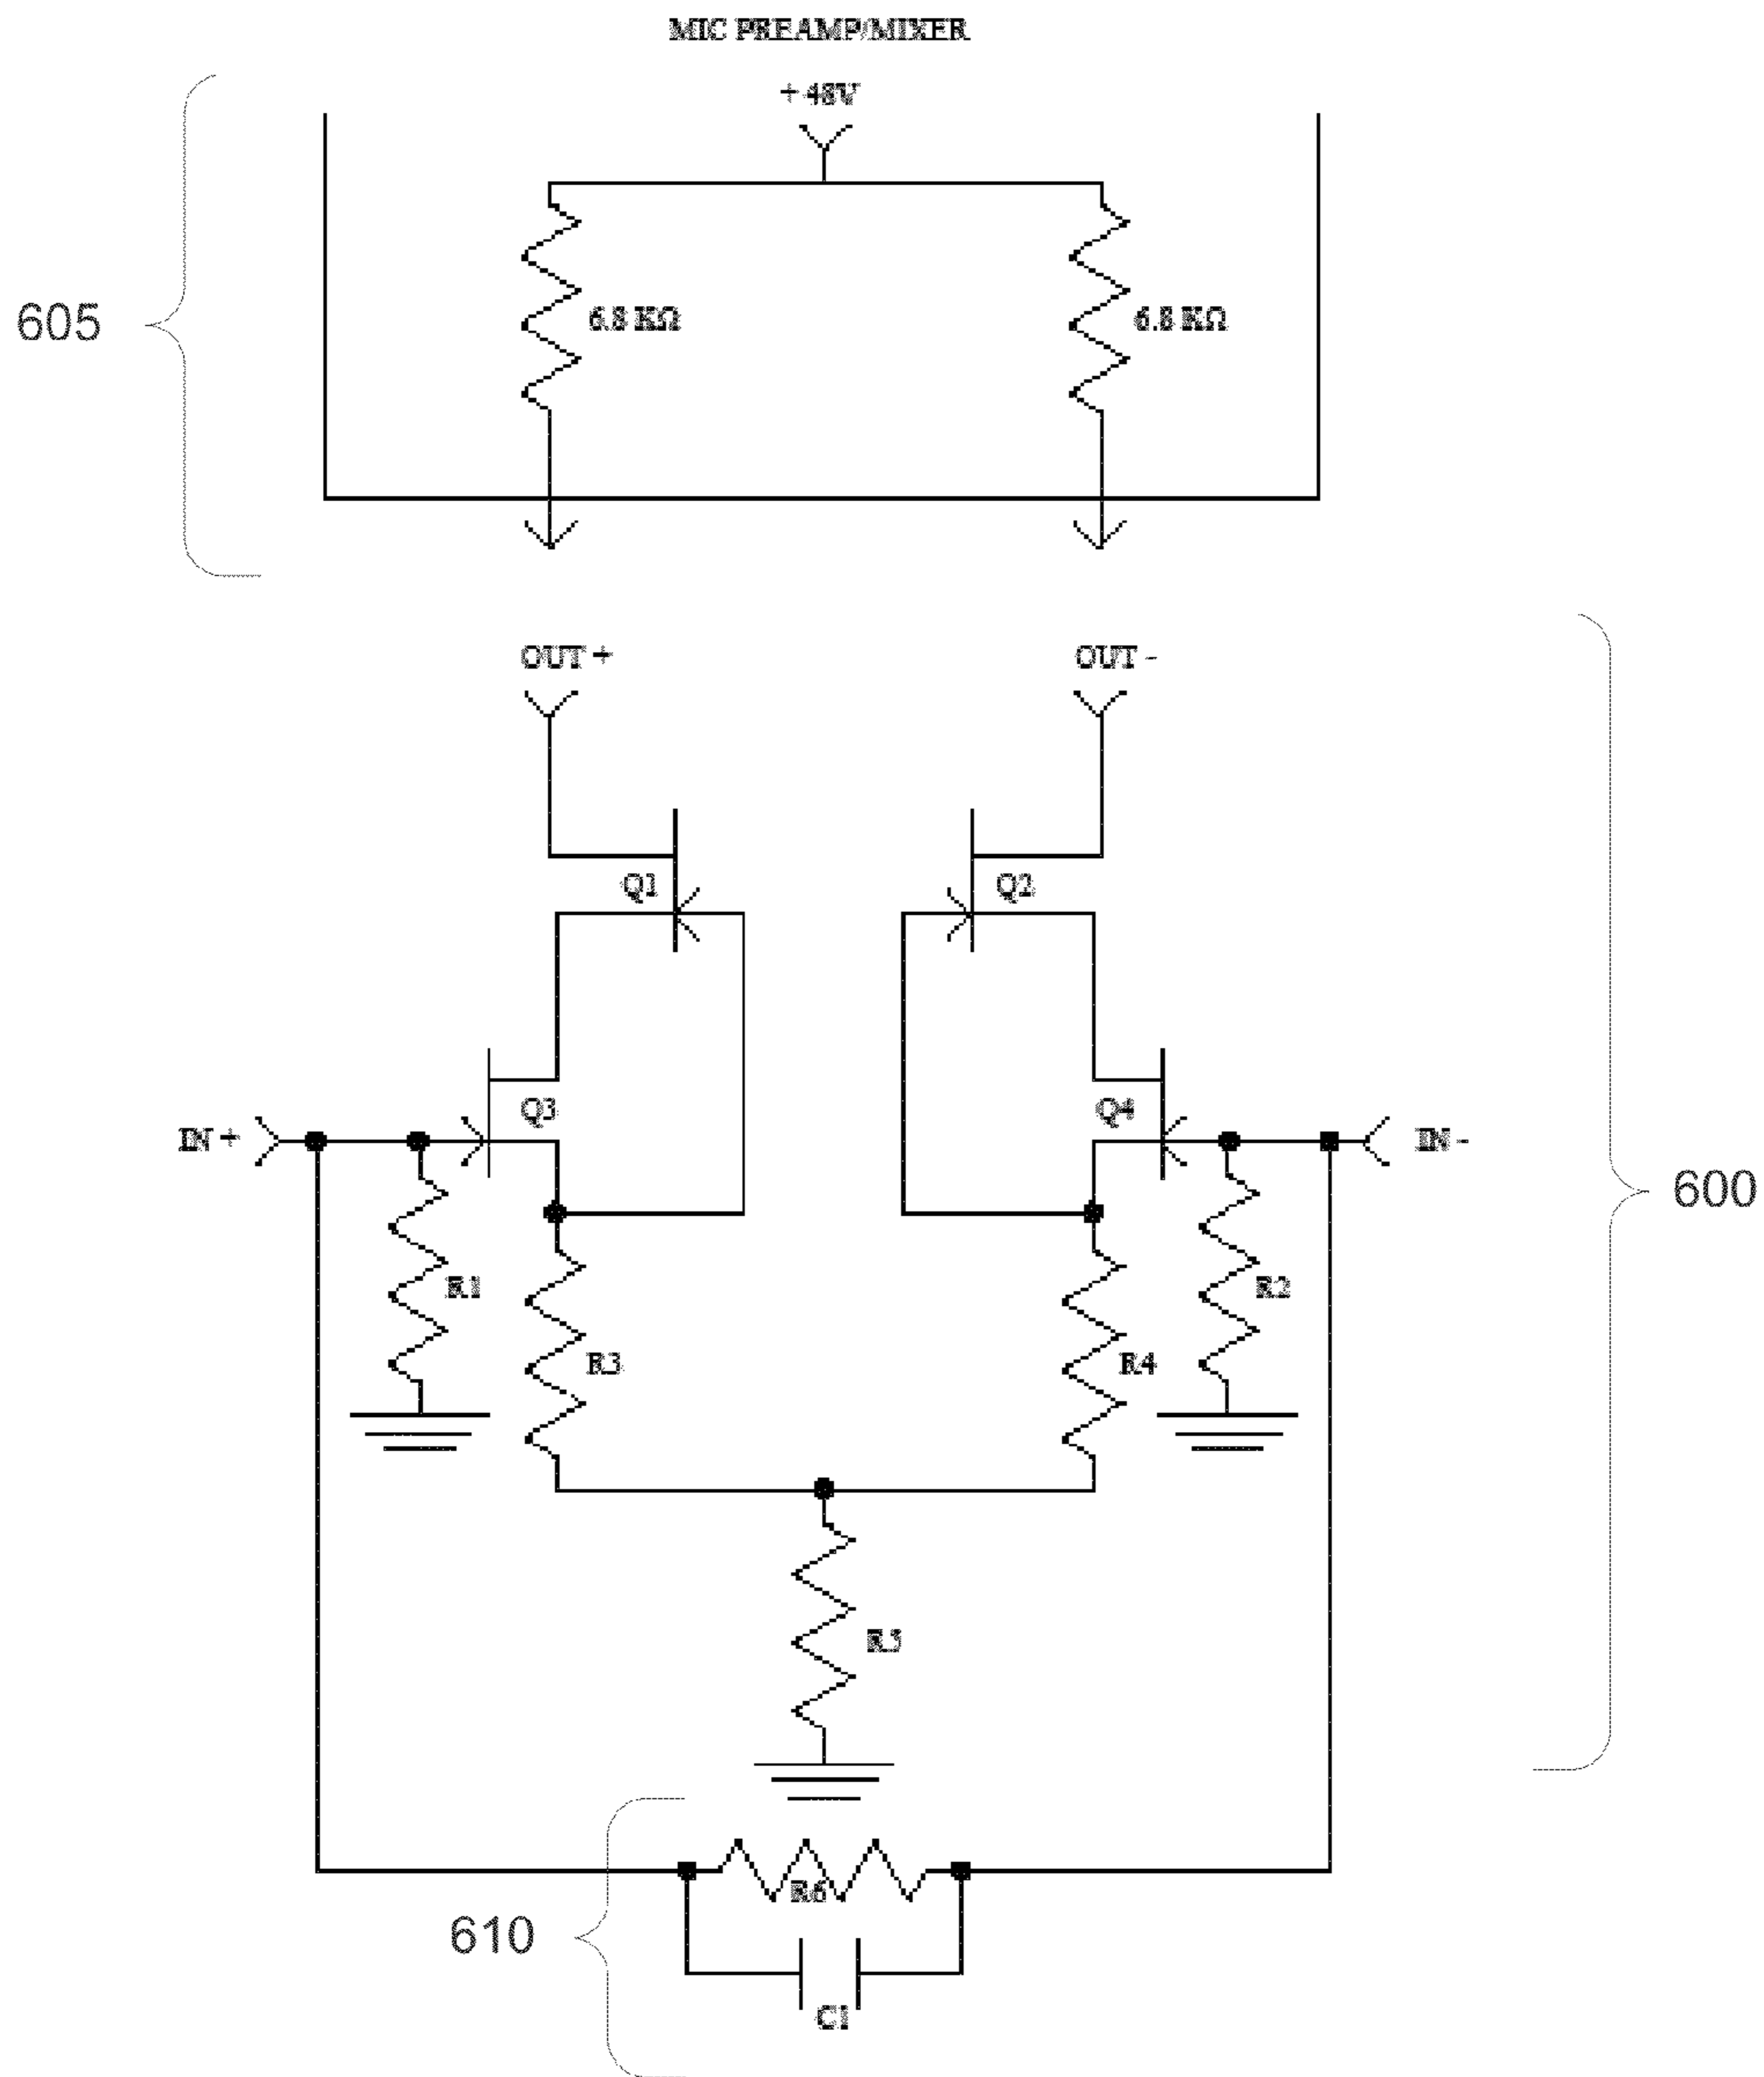 MIC PREAMP/MIXER
+48V
605
6.8 KΩ
6.8 KΩ
OUT +
OUT -
Q1
Q2
Q3
Q4
IN +
IN -
600
R1
R2
R3
R4
R5
R6
610
C1